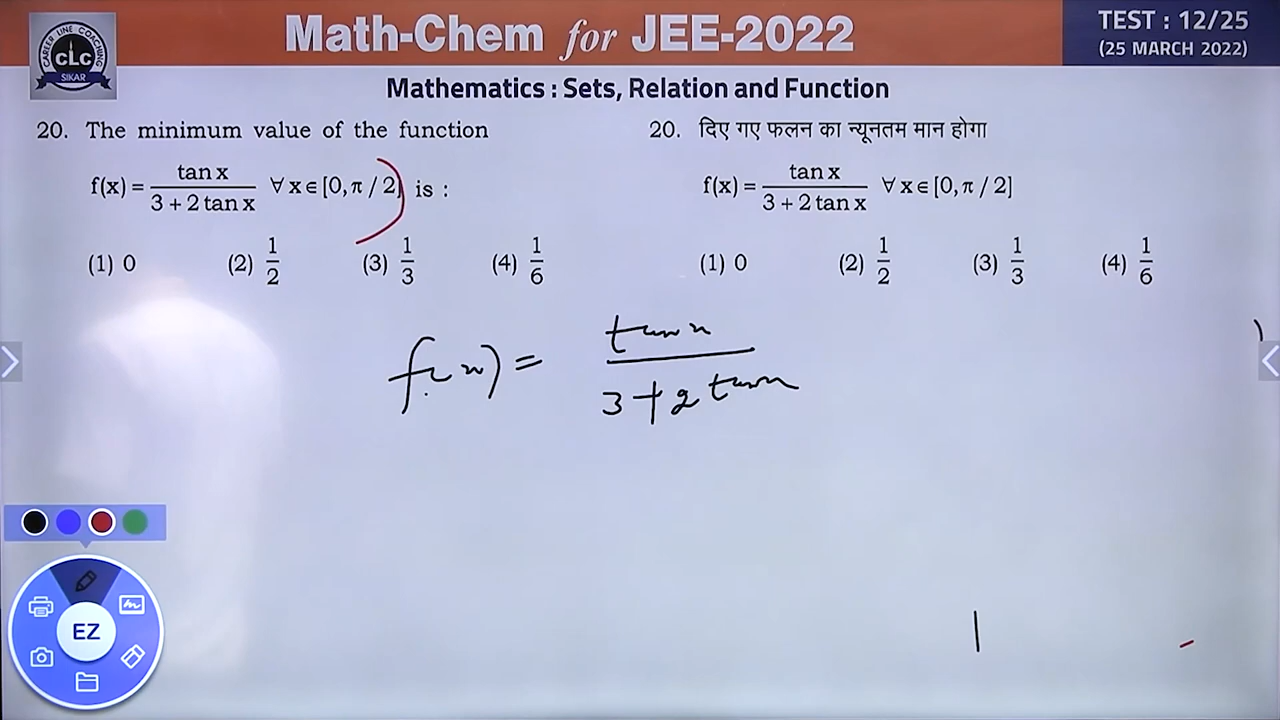 Math-Chem for JEE-2022
TEST : 12/25
(25 MARCH 2022)
CAREER LINE COACHING
CLC
SIKAR
Mathematics : Sets, Relation and Function
20. The minimum value of the function
f(x) = tan x / (3 + 2 tan x) ∀ x ∈ [0, π / 2] is :
(1) 0 (2) 1/2 (3) 1/3 (4) 1/6
20. दिए गए फलन का न्यूनतम मान होगा
f(x) = tan x / (3 + 2 tan x) ∀ x ∈ [0, π / 2]
(1) 0 (2) 1/2 (3) 1/3 (4) 1/6
f(x) = tan x / (3 + 2 tan x)
EZ